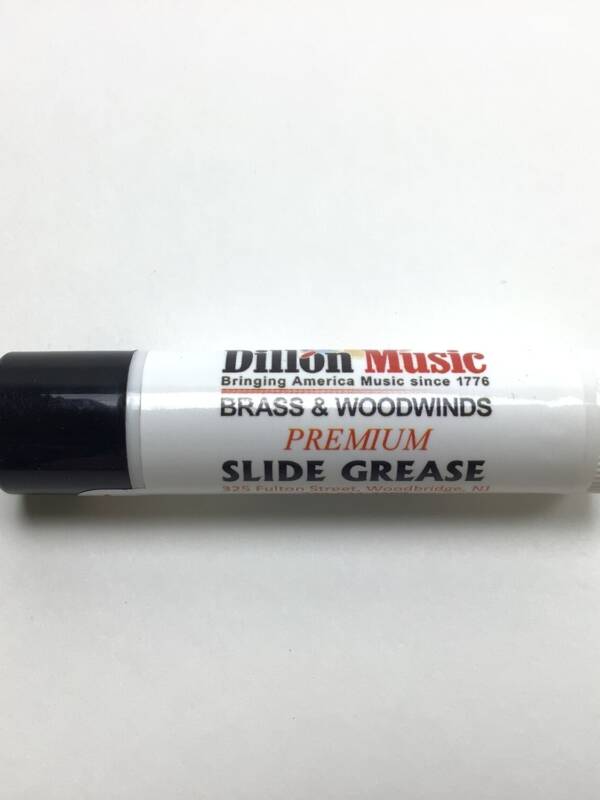 Dillon Music
Bringing America Music since 1776
BRASS & WOODWINDS
PREMIUM
SLIDE GREASE
325 Fulton Street, Woodbridge, NJ